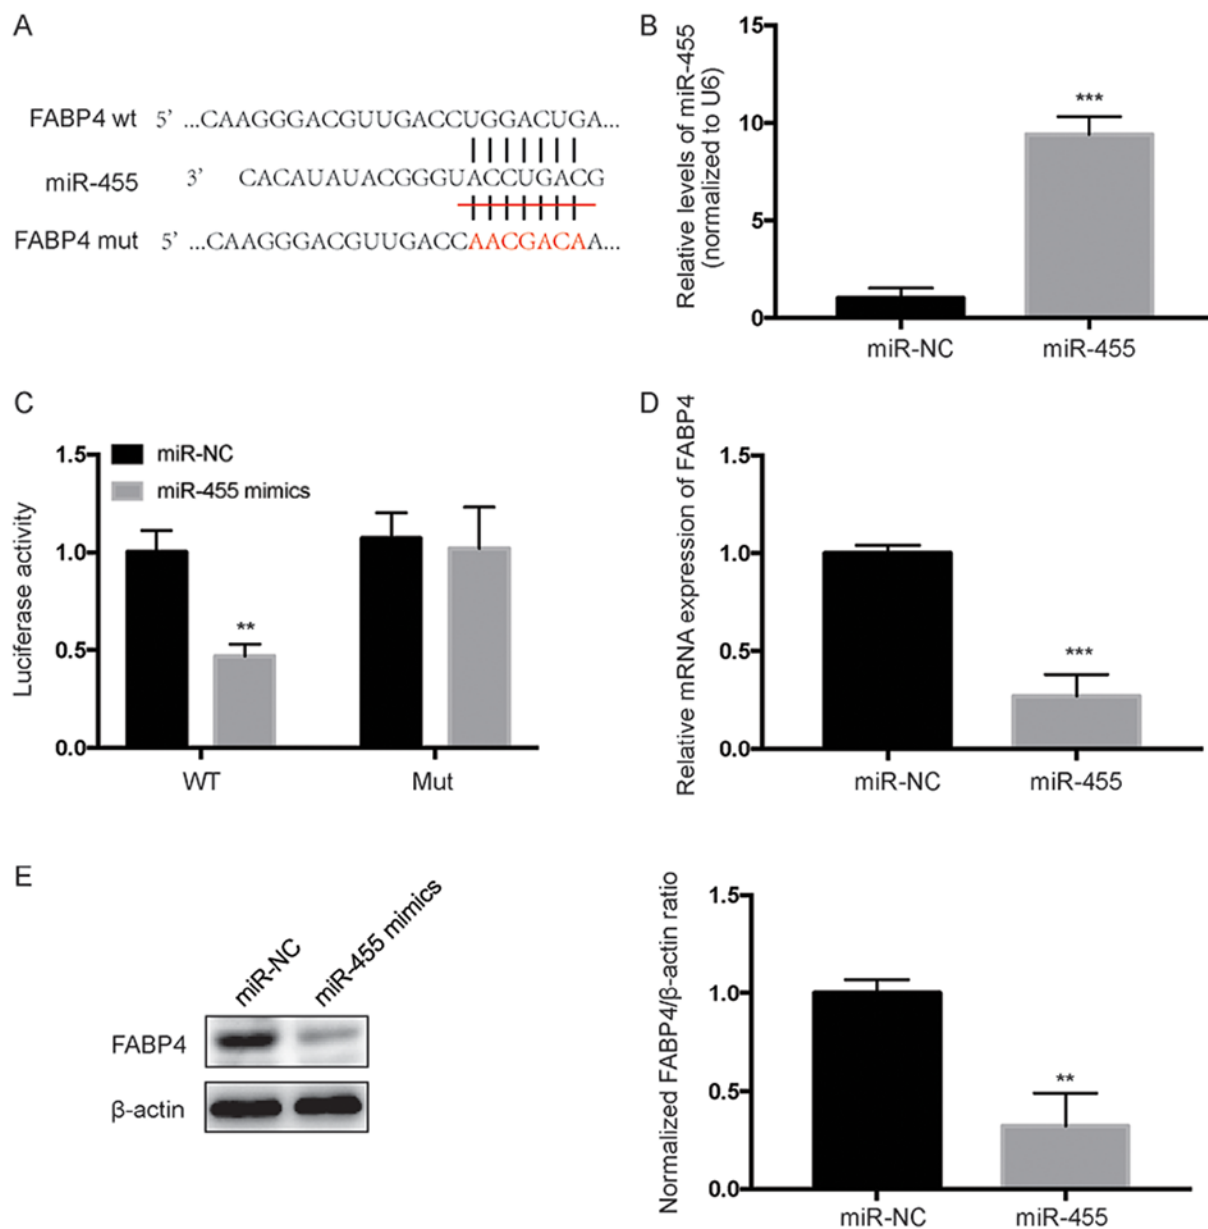 A
FABP4 wt 5’ ...CAAGGGACGUUGACCUGGACUGA...
miR-455 3’ CACAUAUACGGGUACCUGACG
FABP4 mut 5’ ...CAAGGGACGUUGACCAACGACAA...
B
Relative levels of miR-455
(normalized to U6)
15
10
5
0
***
miR-NC miR-455
C
Luciferase activity
1.5
1.0
0.5
0.0
miR-NC
miR-455 mimics
**
WT Mut
D
Relative mRNA expression of FABP4
1.5
1.0
0.5
0.0
***
miR-NC miR-455
E
miR-NC
miR-455 mimics
FABP4
β-actin
Normalized FABP4/β-actin ratio
1.5
1.0
0.5
0.0
**
miR-NC miR-455